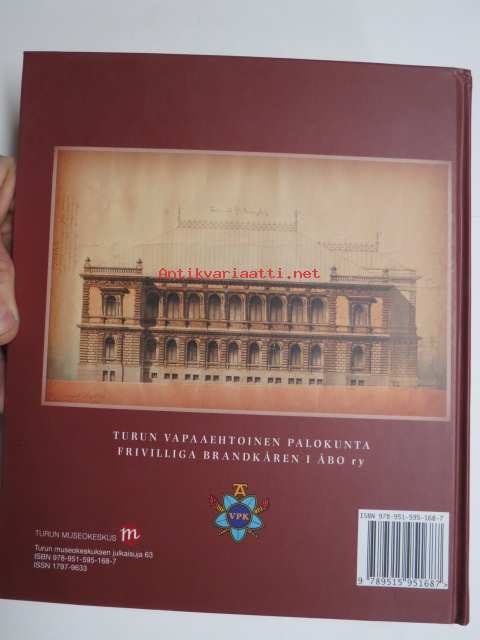 Antikvariaatti.net
TURUN VAPAAEHTOINEN PALOKUNTA
FRIVILLIGA BRANDKÅREN I ÅBO ry
VPK
TURUN MUSEOKESKUS m
Turun museokeskuksen julkaisuja 63
ISBN 978-951-595-168-7
ISSN 1797-9633
ISBN 978-951-595-168-7
9 789515 951687